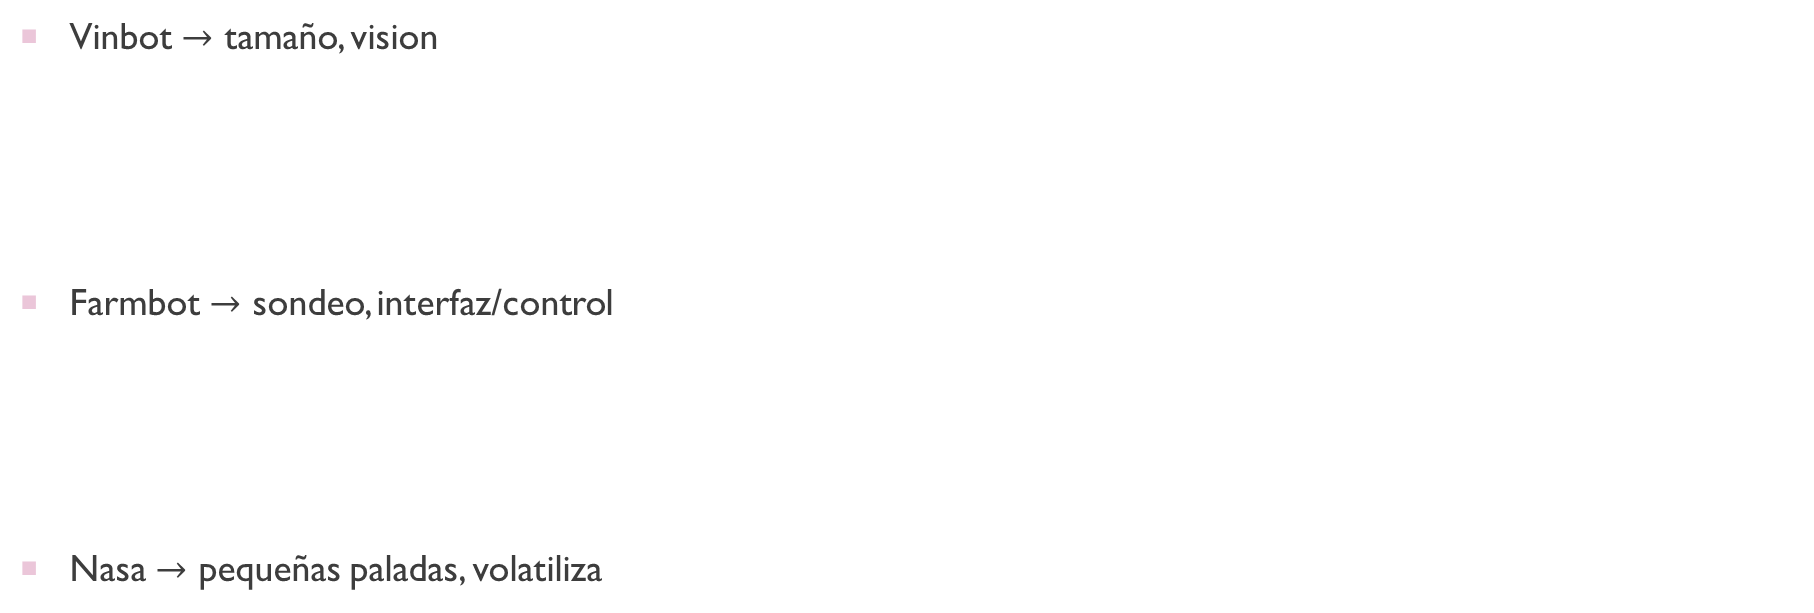 Vinbot → tamaño, vision
Farmbot → sondeo, interfaz/control
Nasa → pequeñas paladas, volatiliza